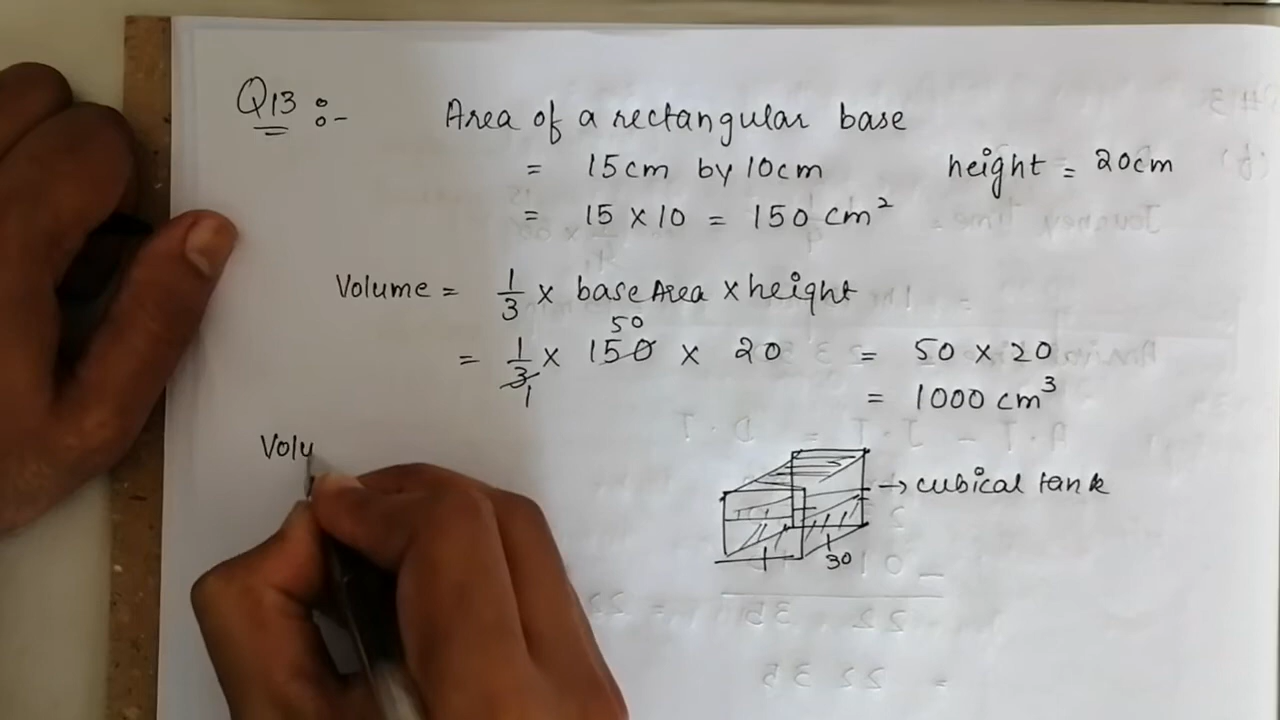 Q13 :-
Area of a rectangular base
= 15cm by 10cm height = 20cm
= 15 × 10 = 150 cm²
Volume = 1/3 × base Area × height
50
= 1/3 × 150 × 20 = 50 × 20
1
= 1000 cm³
Volu
→ cubical tank
30